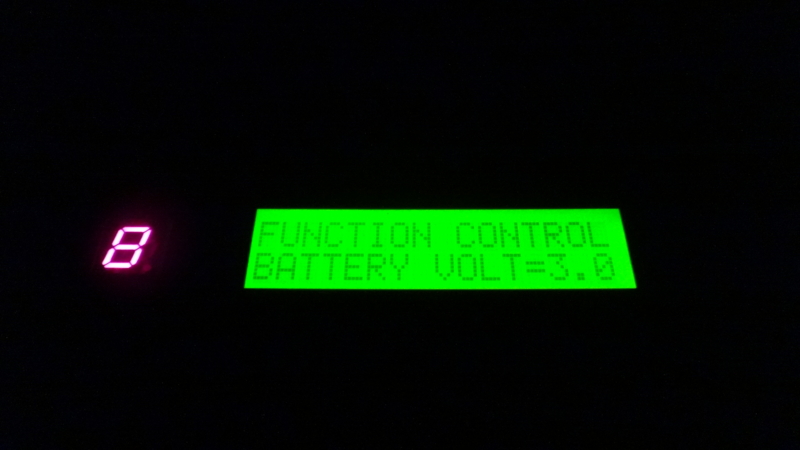 8
FUNCTION CONTROL
BATTERY VOLT=3.0